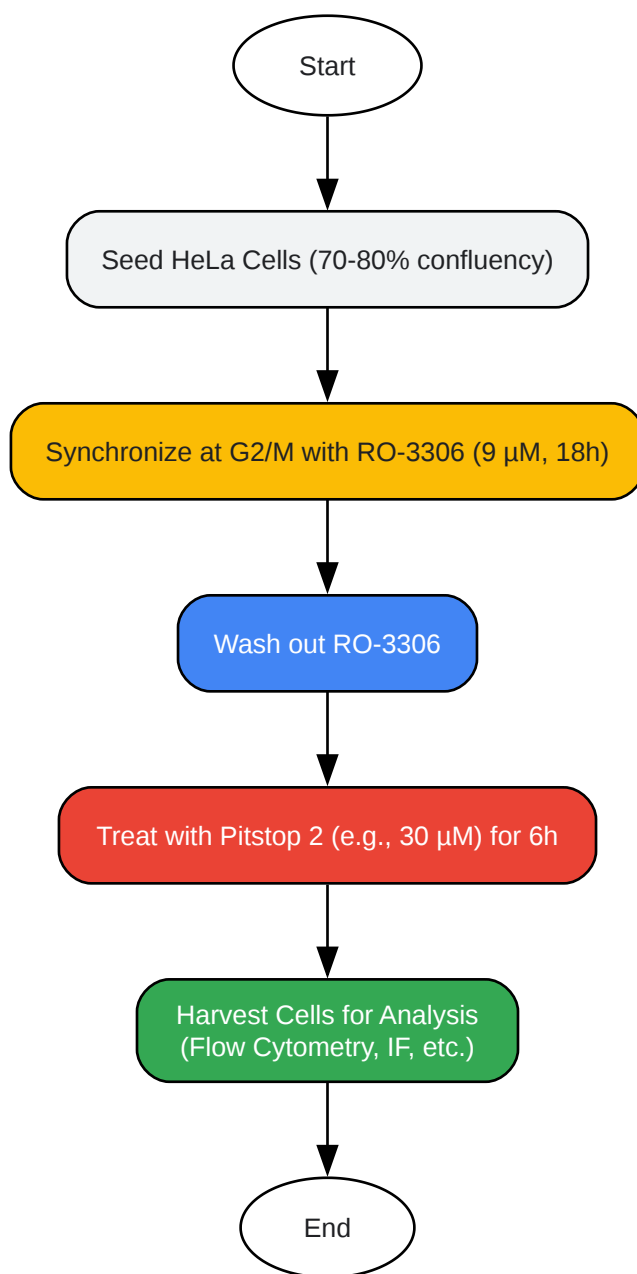 Start
Seed HeLa Cells (70-80% confluency)
Synchronize at G2/M with RO-3306 (9 µM, 18h)
Wash out RO-3306
Treat with Pitstop 2 (e.g., 30 µM) for 6h
Harvest Cells for Analysis
(Flow Cytometry, IF, etc.)
End